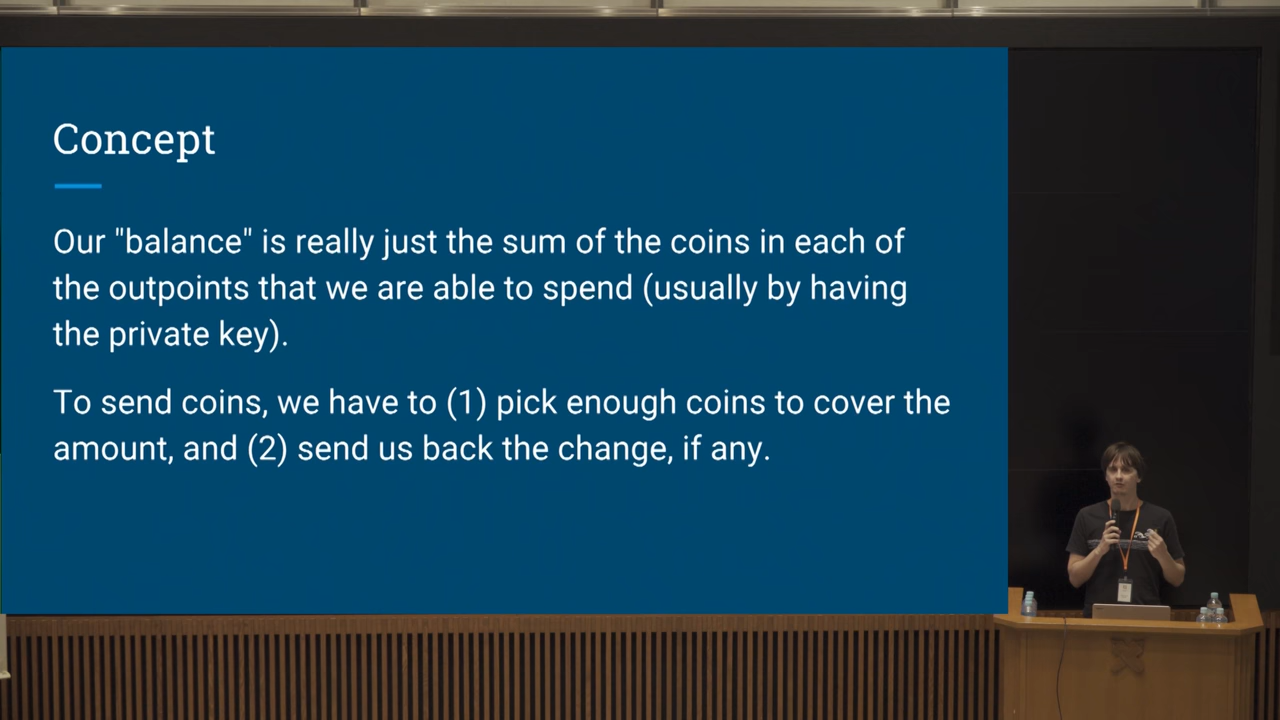 Concept
Our "balance" is really just the sum of the coins in each of
the outpoints that we are able to spend (usually by having
the private key).
To send coins, we have to (1) pick enough coins to cover the
amount, and (2) send us back the change, if any.